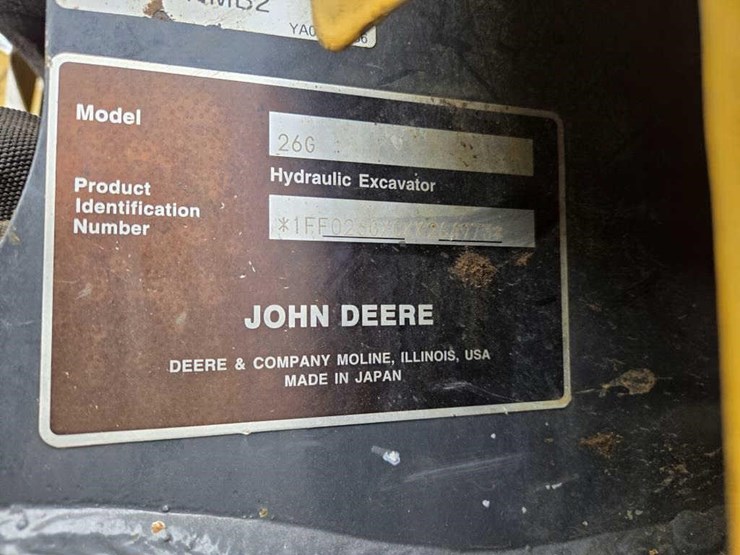 Model
26G
Hydraulic Excavator
Product
Identification
Number
JOHN DEERE
DEERE & COMPANY MOLINE, ILLINOIS, USA
MADE IN JAPAN